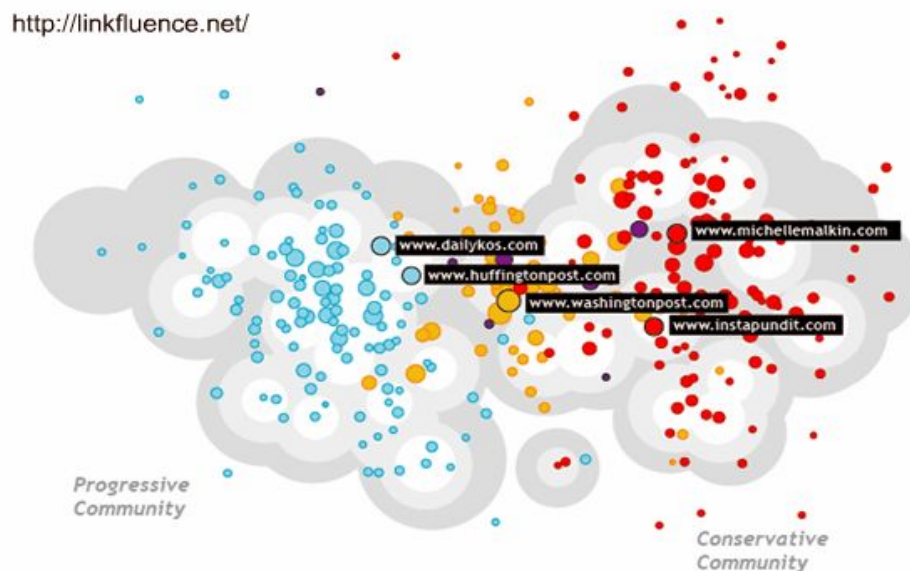 http://linkfluence.net/
www.dailykos.com
www.michellemalkin.com
www.huffingtonpost.com
www.washingtonpost.com
www.instapundit.com
Progressive
Community
Conservative
Community